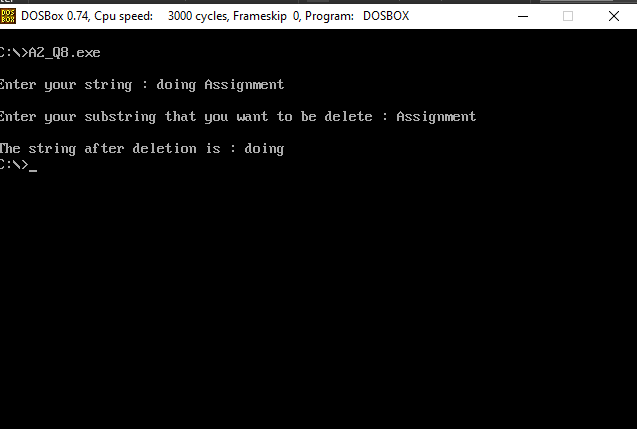 DOSBox 0.74, Cpu speed: 3000 cycles, Frameskip 0, Program: DOSBOX
C:\>A2_Q8.exe
Enter your string : doing Assignment
Enter your substring that you want to be delete : Assignment
The string after deletion is : doing
C:\>_